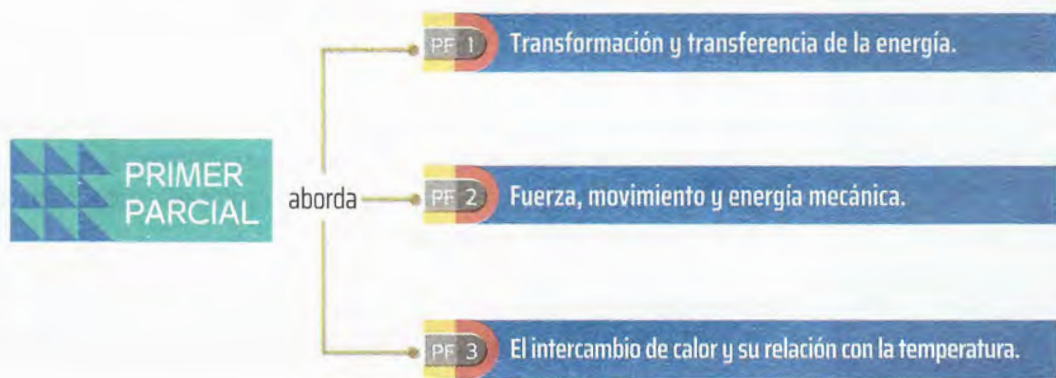 PF 1 Transformación y transferencia de la energía.
PRIMER
PARCIAL
aborda
PF 2 Fuerza, movimiento y energía mecánica.
PF 3 El intercambio de calor y su relación con la temperatura.